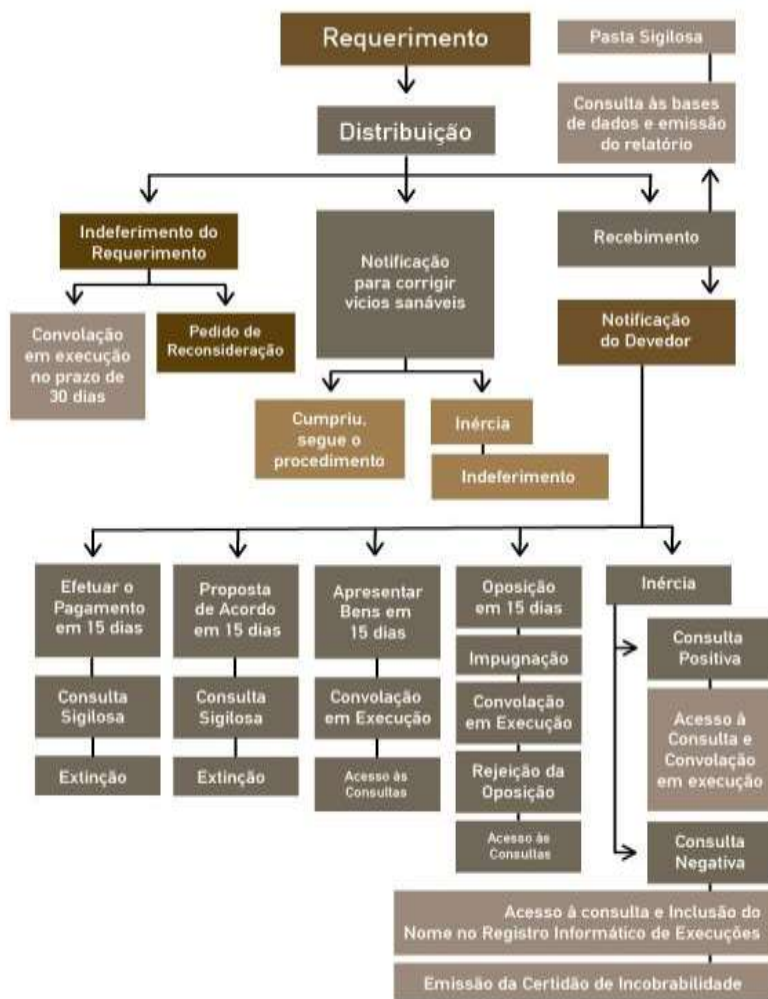 Requerimento
Pasta Sigilosa
Consulta às bases
de dados e emissão
do relatório
Distribuição
Indeferimento do
Requerimento
Notificação
para corrigir
vícios sanáveis
Recebimento
Convolação
em execução
no prazo de
30 dias
Pedido de
Reconsideração
Notificação
do Devedor
Cumpriu,
segue o
procedimento
Inércia
Indeferimento
Efetuar o
Pagamento
em 15 dias
Consulta
Sigilosa
Extinção
Proposta
de Acordo
em 15 dias
Consulta
Sigilosa
Extinção
Apresentar
Bens em
15 dias
Convolação
em Execução
Acesso às
Consultas
Oposição
em 15 dias
Impugnação
Convolação
em Execução
Rejeição da
Oposição
Acesso às
Consultas
Inércia
Consulta
Positiva
Acesso à
Consulta e
Convolação
em execução
Consulta
Negativa
Acesso à consulta e Inclusão do
Nome no Registro Informático de Execuções
Emissão da Certidão de Incobrabilidade